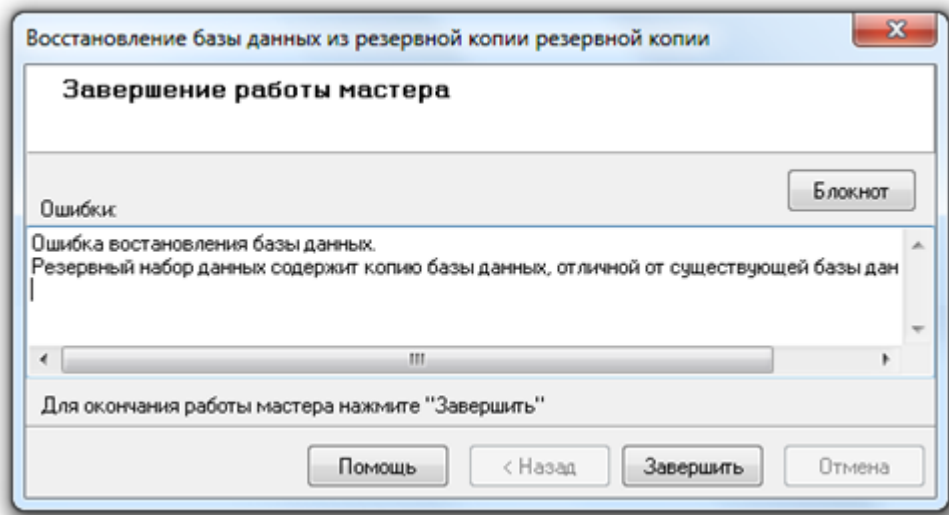 Восстановление базы данных из резервной копии резервной копии
Завершение работы мастера
Блокнот
Ошибки:
Ошибка востановления базы данных.
Резервный набор данных содержит копию базы данных, отличной от существующей базы дан
Для окончания работы мастера нажмите "Завершить"
Помощь
< Назад
Завершить
Отмена